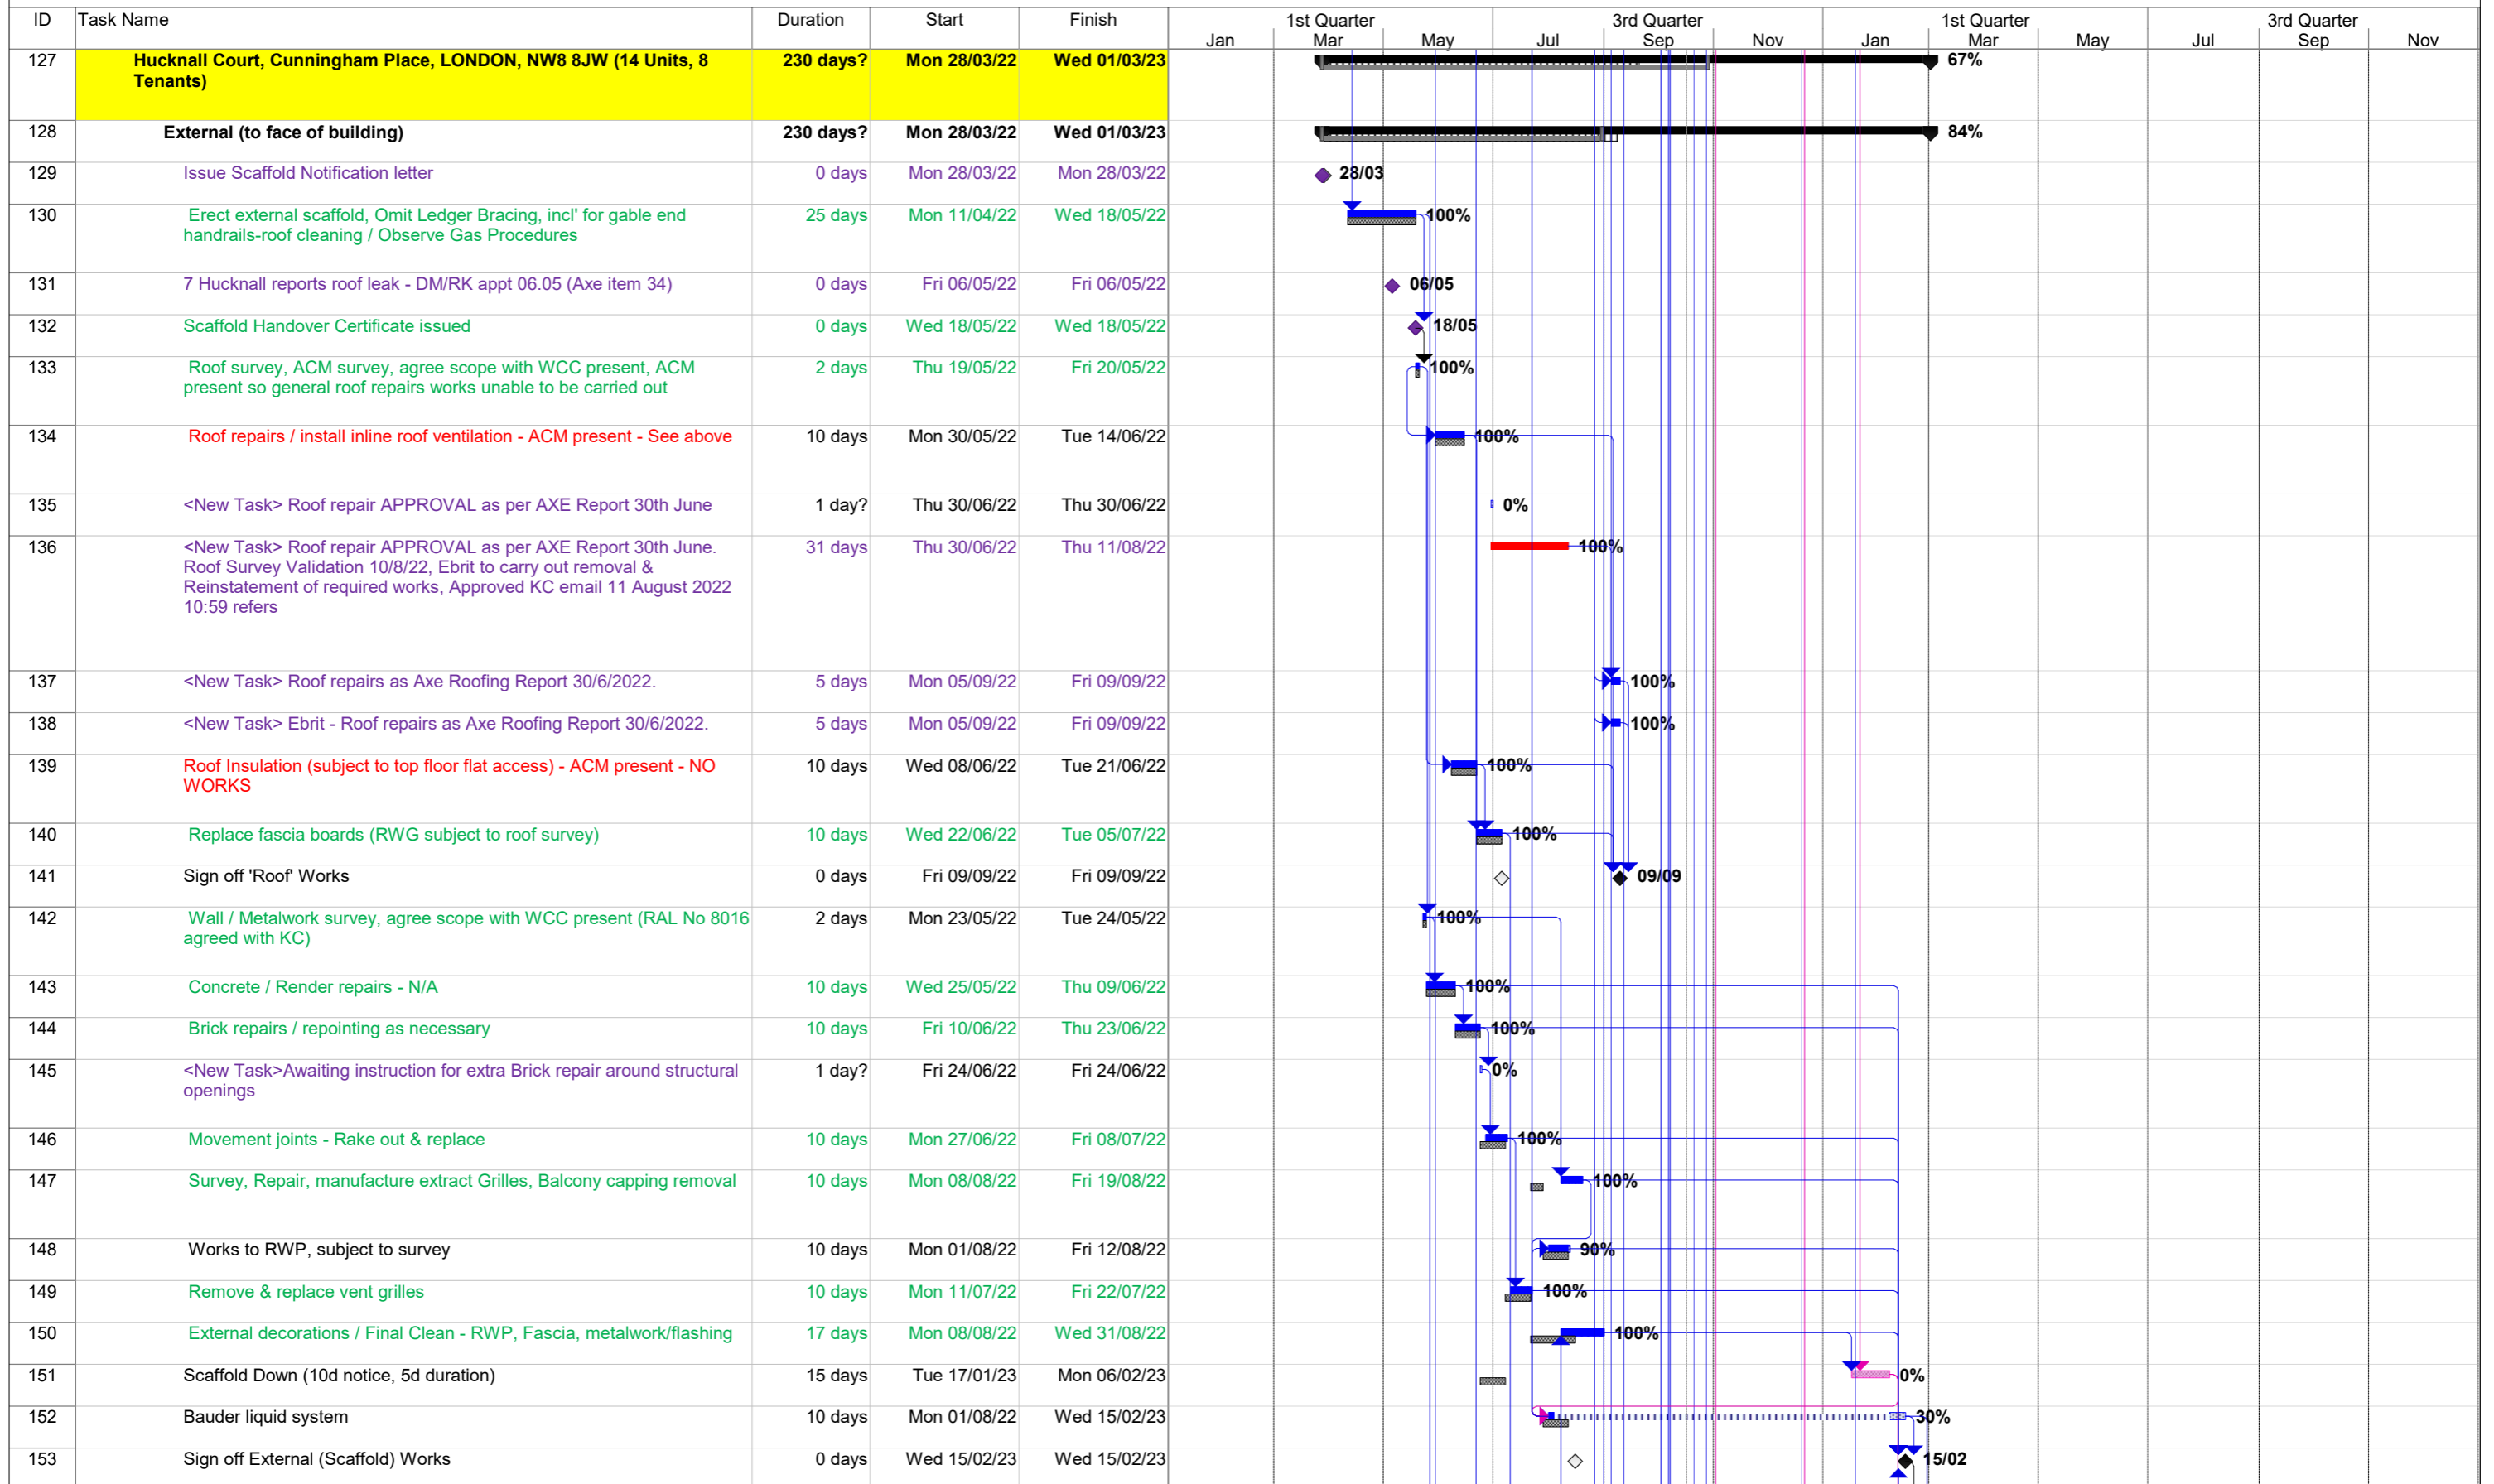 ID Task Name Duration Start Finish 1st Quarter 3rd Quarter 1st Quarter 3rd Quarter
Jan Mar May Jul Sep Nov Jan Mar May Jul Sep Nov
127 Hucknall Court, Cunningham Place, LONDON, NW8 8JW (14 Units, 8 230 days? Mon 28/03/22 Wed 01/03/23 67%
Tenants)
128 External (to face of building) 230 days? Mon 28/03/22 Wed 01/03/23 84%
129 Issue Scaffold Notification letter 0 days Mon 28/03/22 Mon 28/03/22 28/03
130 Erect external scaffold, Omit Ledger Bracing, incl' for gable end 25 days Mon 11/04/22 Wed 18/05/22 100%
handrails-roof cleaning / Observe Gas Procedures
131 7 Hucknall reports roof leak - DM/RK appt 06.05 (Axe item 34) 0 days Fri 06/05/22 Fri 06/05/22 06/05
132 Scaffold Handover Certificate issued 0 days Wed 18/05/22 Wed 18/05/22 18/05
133 Roof survey, ACM survey, agree scope with WCC present, ACM 2 days Thu 19/05/22 Fri 20/05/22 100%
present so general roof repairs works unable to be carried out
134 Roof repairs / install inline roof ventilation - ACM present - See above 10 days Mon 30/05/22 Tue 14/06/22 100%
135 <New Task> Roof repair APPROVAL as per AXE Report 30th June 1 day? Thu 30/06/22 Thu 30/06/22 0%
136 <New Task> Roof repair APPROVAL as per AXE Report 30th June. 31 days Thu 30/06/22 Thu 11/08/22 100%
Roof Survey Validation 10/8/22, Ebrit to carry out removal &
Reinstatement of required works, Approved KC email 11 August 2022
10:59 refers
137 <New Task> Roof repairs as Axe Roofing Report 30/6/2022. 5 days Mon 05/09/22 Fri 09/09/22 100%
138 <New Task> Ebrit - Roof repairs as Axe Roofing Report 30/6/2022. 5 days Mon 05/09/22 Fri 09/09/22 100%
139 Roof Insulation (subject to top floor flat access) - ACM present - NO 10 days Wed 08/06/22 Tue 21/06/22 100%
WORKS
140 Replace fascia boards (RWG subject to roof survey) 10 days Wed 22/06/22 Tue 05/07/22 100%
141 Sign off 'Roof' Works 0 days Fri 09/09/22 Fri 09/09/22 09/09
142 Wall / Metalwork survey, agree scope with WCC present (RAL No 8016 2 days Mon 23/05/22 Tue 24/05/22 100%
agreed with KC)
143 Concrete / Render repairs - N/A 10 days Wed 25/05/22 Thu 09/06/22 100%
144 Brick repairs / repointing as necessary 10 days Fri 10/06/22 Thu 23/06/22 100%
145 <New Task>Awaiting instruction for extra Brick repair around structural 1 day? Fri 24/06/22 Fri 24/06/22 0%
openings
146 Movement joints - Rake out & replace 10 days Mon 27/06/22 Fri 08/07/22 100%
147 Survey, Repair, manufacture extract Grilles, Balcony capping removal 10 days Mon 08/08/22 Fri 19/08/22 100%
148 Works to RWP, subject to survey 10 days Mon 01/08/22 Fri 12/08/22 90%
149 Remove & replace vent grilles 10 days Mon 11/07/22 Fri 22/07/22 100%
150 External decorations / Final Clean - RWP, Fascia, metalwork/flashing 17 days Mon 08/08/22 Wed 31/08/22 100%
151 Scaffold Down (10d notice, 5d duration) 15 days Tue 17/01/23 Mon 06/02/23 0%
152 Bauder liquid system 10 days Mon 01/08/22 Wed 15/02/23 30%
153 Sign off External (Scaffold) Works 0 days Wed 15/02/23 Wed 15/02/23 15/02